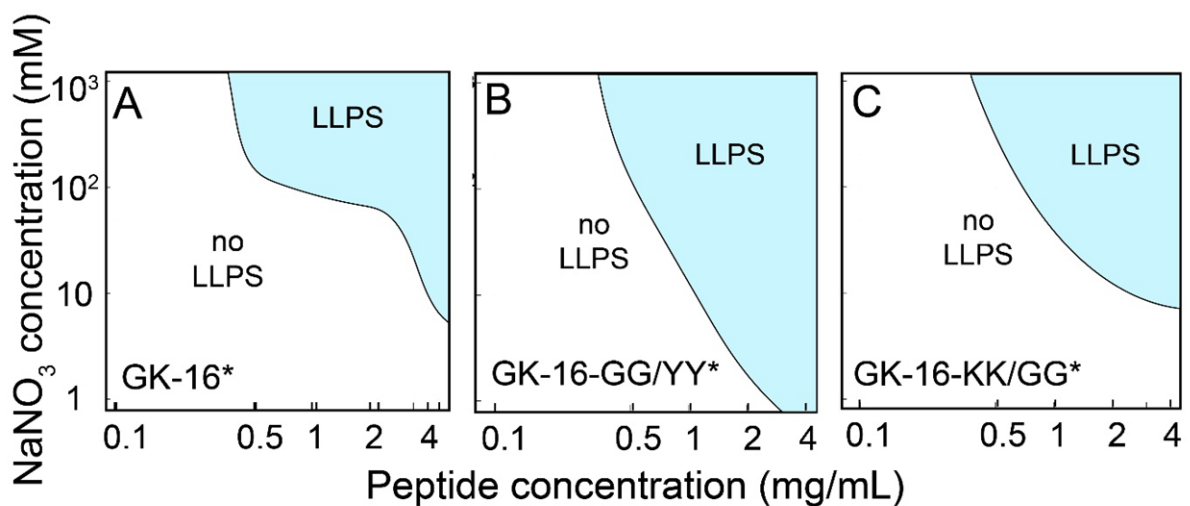 NaNO₃ concentration (mM)
10³
10²
10
1
A
LLPS
no
LLPS
GK-16*
0.1 0.5 1 2 4
B
LLPS
no
LLPS
GK-16-GG/YY*
0.1 0.5 1 2 4
C
LLPS
no
LLPS
GK-16-KK/GG*
0.1 0.5 1 2 4
Peptide concentration (mg/mL)